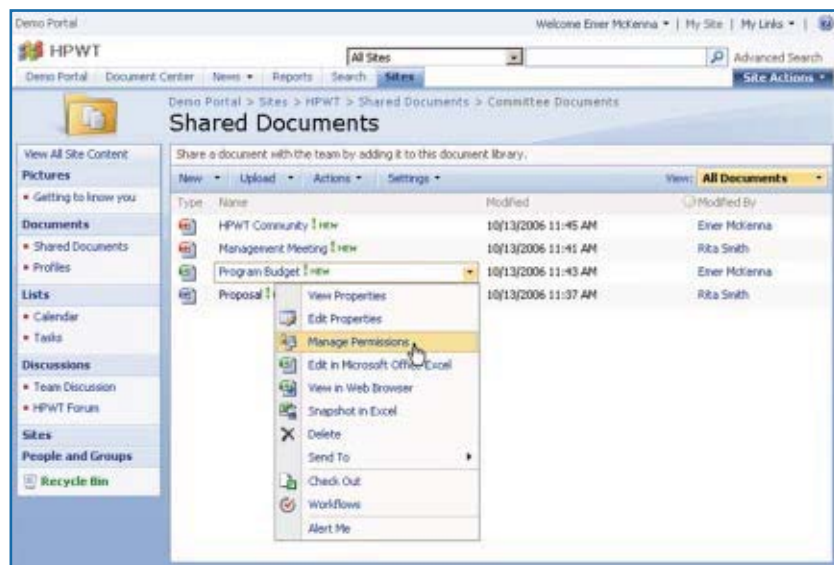 Demo Portal
Welcome Emer McKenna | My Site | My Links |
HPWT
All Sites
Advanced Search
Demo Portal Document Center News Reports Search Sites
Site Actions
Demo Portal > Sites > HPWT > Shared Documents > Committee Documents
Shared Documents
View All Site Content
Pictures
Getting to know you
Documents
Shared Documents
Profiles
Lists
Calendar
Tasks
Discussions
Team Discussion
HPWT Forum
Sites
People and Groups
Recycle Bin
Share a document with the team by adding it to this document library.
New Upload Actions Settings View: All Documents
Type Name Modified Modified By
HPWT Community ! NEW 10/13/2006 11:45 AM Emer McKenna
Management Meeting ! NEW 10/13/2006 11:41 AM Rita Smith
Program Budget ! NEW 10/13/2006 11:43 AM Emer McKenna
Proposal ! 10/13/2006 11:37 AM Rita Smith
View Properties
Edit Properties
Manage Permissions
Edit in Microsoft Office Excel
View in Web Browser
Snapshot in Excel
Delete
Send To
Check Out
Workflows
Alert Me